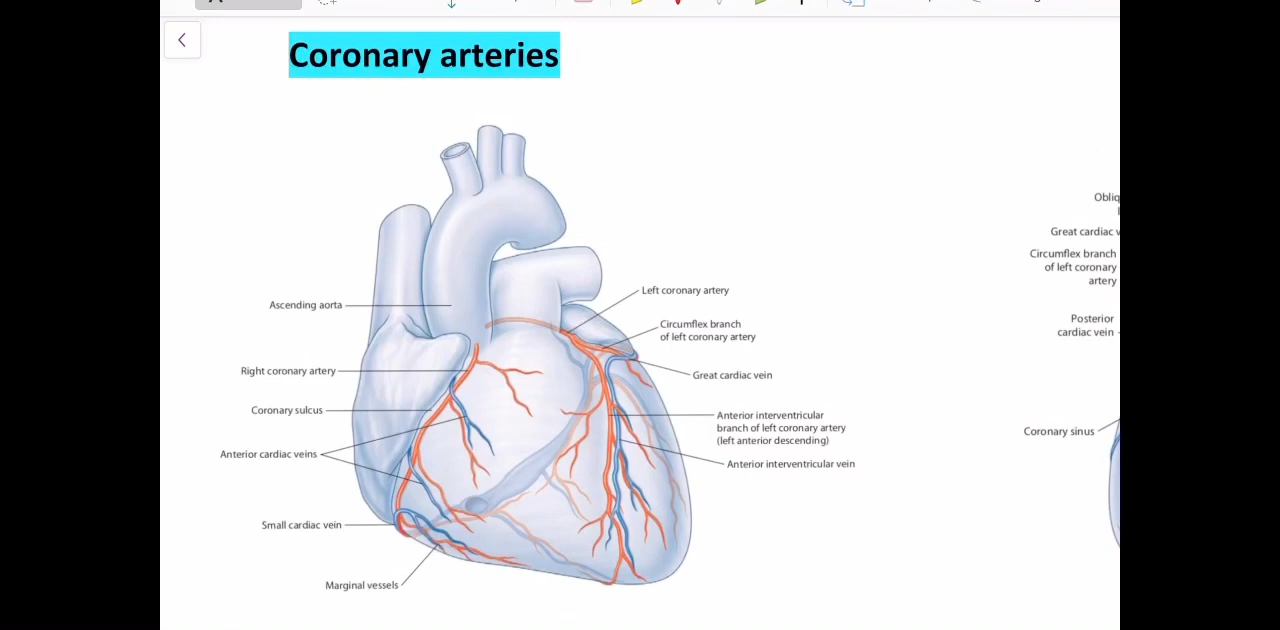 Coronary arteries
Ascending aorta
Right coronary artery
Coronary sulcus
Anterior cardiac veins
Small cardiac vein
Marginal vessels
Left coronary artery
Circumflex branch
of left coronary artery
Great cardiac vein
Anterior interventricular
branch of left coronary artery
(left anterior descending)
Anterior interventricular vein
Great cardiac
Circumflex branch
of left coronary
artery
Posterior
cardiac vein
Coronary sinus